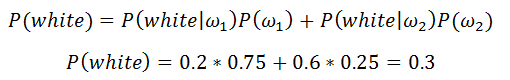 P(white) = P(white|ω₁)P(ω₁) + P(white|ω₂)P(ω₂)
P(white) = 0.2 * 0.75 + 0.6 * 0.25 = 0.3